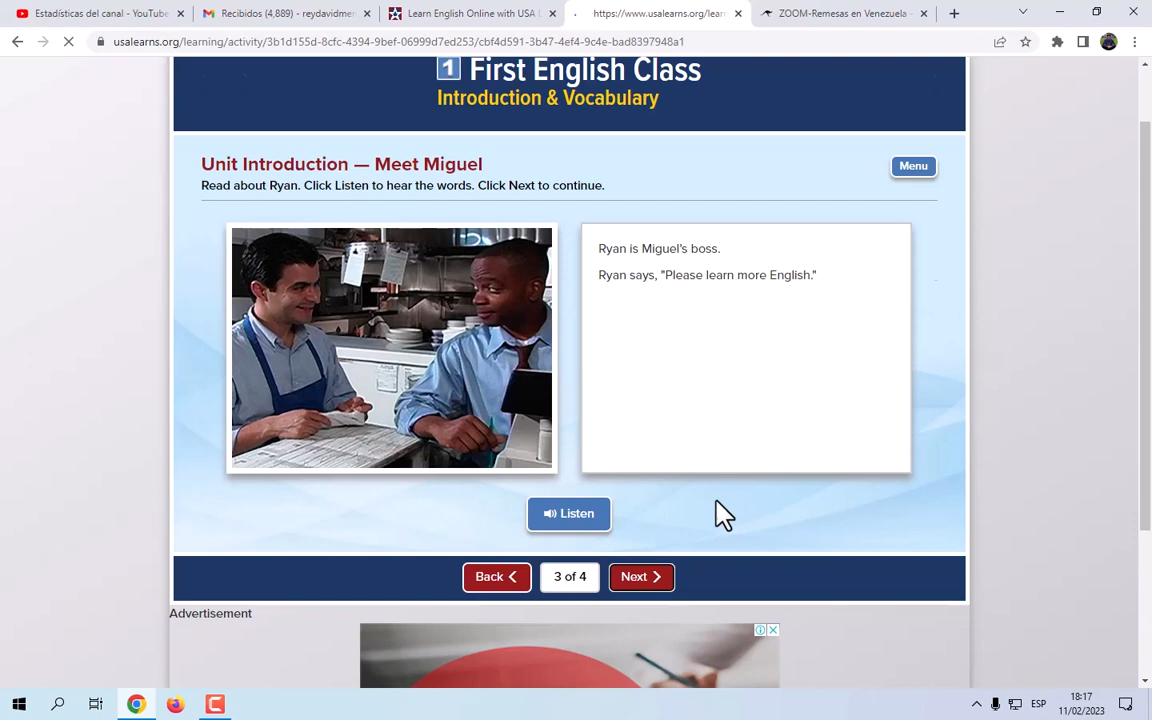 Estadísticas del canal - YouTube
Recibidos (4,889) - reydavidmer
Learn English Online with USA L
https://www.usalearns.org/learn
ZOOM-Remesas en Venezuela -
usalearns.org/learning/activity/3b1d155d-8cfc-4394-9bef-06999d7ed253/cbf4d591-3b47-4ef4-9c4e-bad8397948a1
1 First English Class
Introduction & Vocabulary
Unit Introduction — Meet Miguel
Menu
Read about Ryan. Click Listen to hear the words. Click Next to continue.
Ryan is Miguel's boss.
Ryan says, "Please learn more English."
Listen
Back
3 of 4
Next
Advertisement
ESP
18:17
11/02/2023